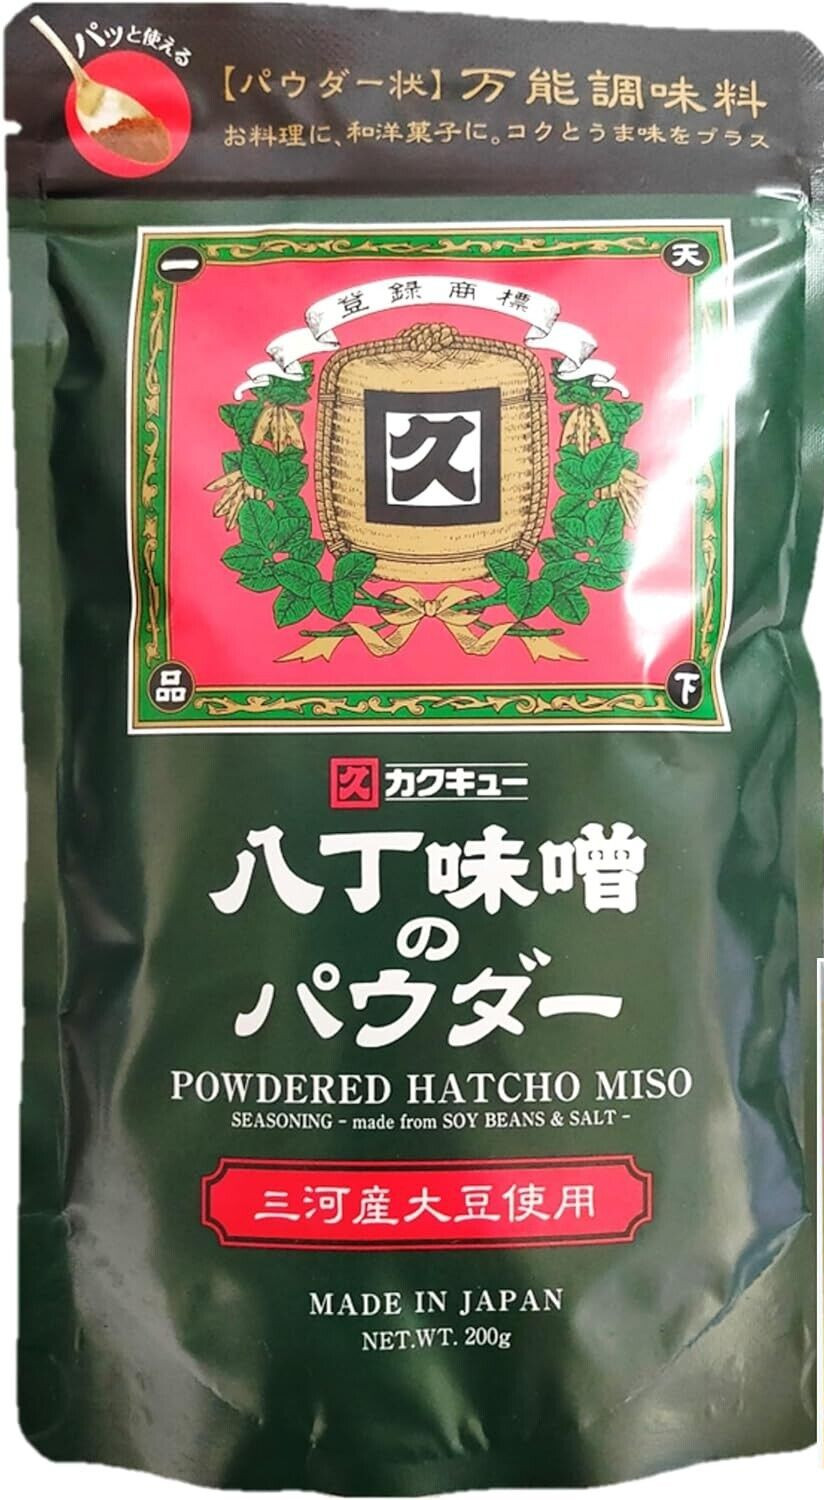 パッと使える
【パウダー状】万能調味料
お料理に、和洋菓子に。コクとうま味をプラス
一
天
登録商標
久
品
下
久 カクキュー
八丁味噌
の
パウダー
POWDERED HATCHO MISO
SEASONING - made from SOY BEANS & SALT -
三河産大豆使用
MADE IN JAPAN
NET.WT. 200g